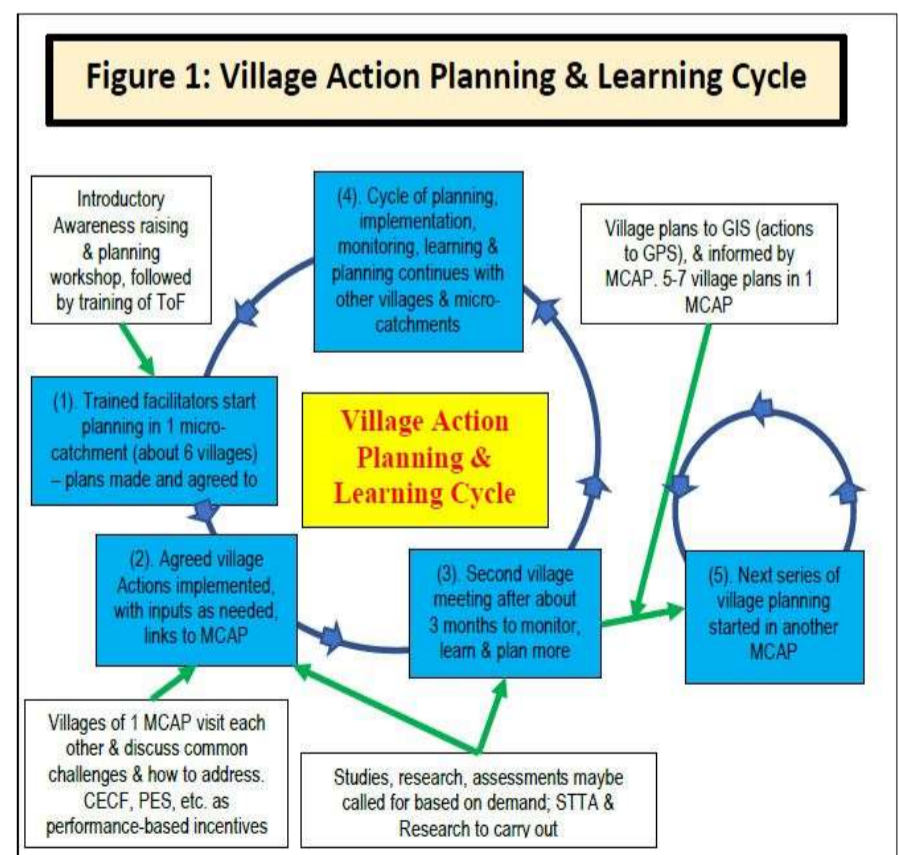 Figure 1: Village Action Planning & Learning Cycle
Introductory
Awareness raising
& planning
workshop, followed
by training of ToF
(4). Cycle of planning,
implementation,
monitoring, learning &
planning continues with
other villages & micro-
catchments
Village plans to GIS (actions
to GPS), & informed by
MCAP. 5-7 village plans in 1
MCAP
(1). Trained facilitators start
planning in 1 micro-
catchment (about 6 villages)
– plans made and agreed to
Village Action
Planning &
Learning Cycle
(2). Agreed village
Actions implemented,
with inputs as needed,
links to MCAP
(3). Second village
meeting after about
3 months to monitor,
learn & plan more
(5). Next series of
village planning
started in another
MCAP
Villages of 1 MCAP visit each
other & discuss common
challenges & how to address.
CECF, PES, etc. as
performance-based incentives
Studies, research, assessments maybe
called for based on demand; STTA &
Research to carry out